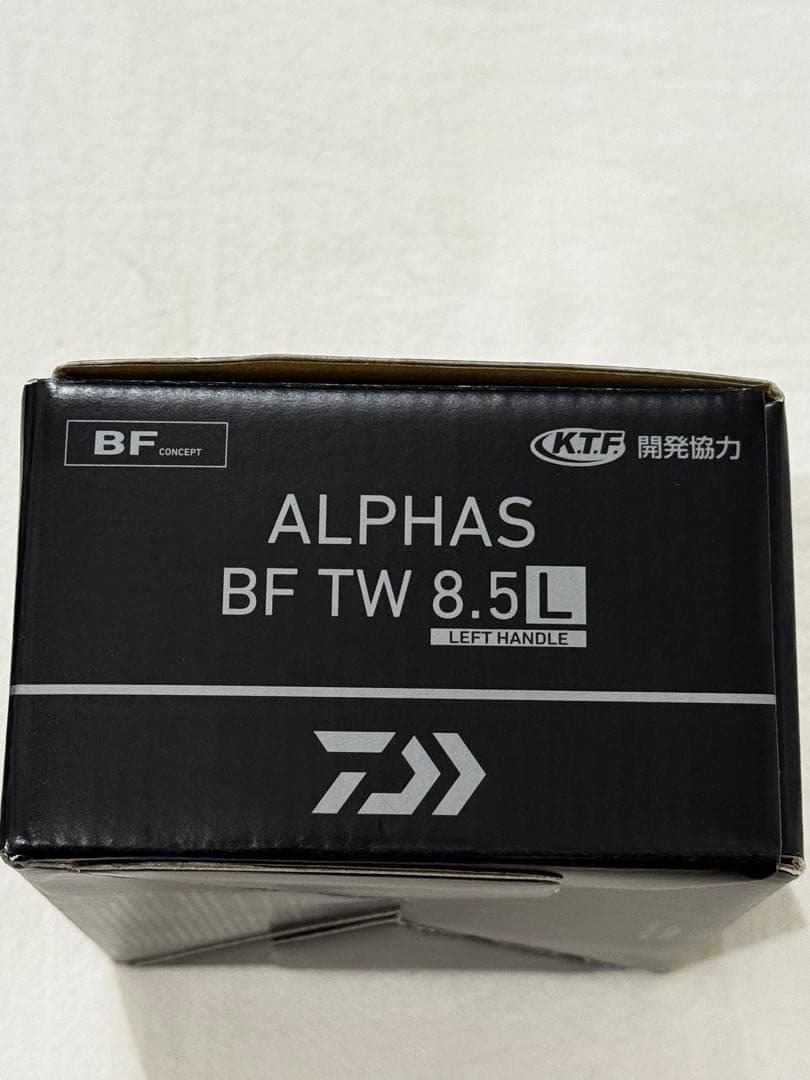 BF CONCEPT
K.T.F. 開発協力
ALPHAS
BF TW 8.5L
LEFT HANDLE